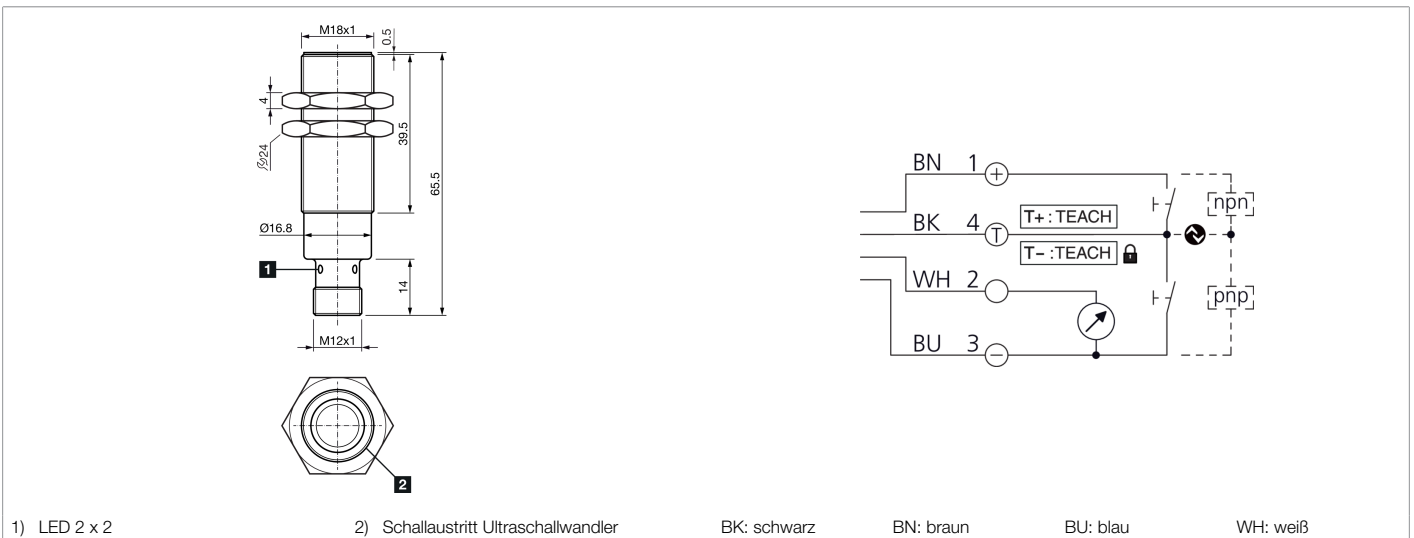 M18x1
0.5
4
24
39.5
65.5
Ø16.8
1
14
M12x1
2
BN 1 +
BK 4 T
T+ : TEACH
T– : TEACH
WH 2
BU 3 –
npn
pnp
1) LED 2 x 2
2) Schallaustritt Ultraschallwandler
BK: schwarz
BN: braun
BU: blau
WH: weiß